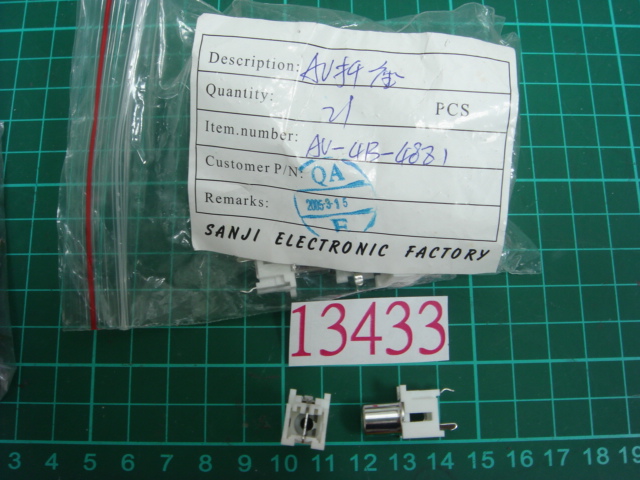 Description: AV插座
Quantity: 21 PCS
Item.number: AV-4B-4881
Customer P/N:
QA
Remarks: 2005-3-15
F
SANJI ELECTRONIC FACTORY
13433
3 4 5 6 7 8 9 10 11 12 13 14 15 16 17 18 19